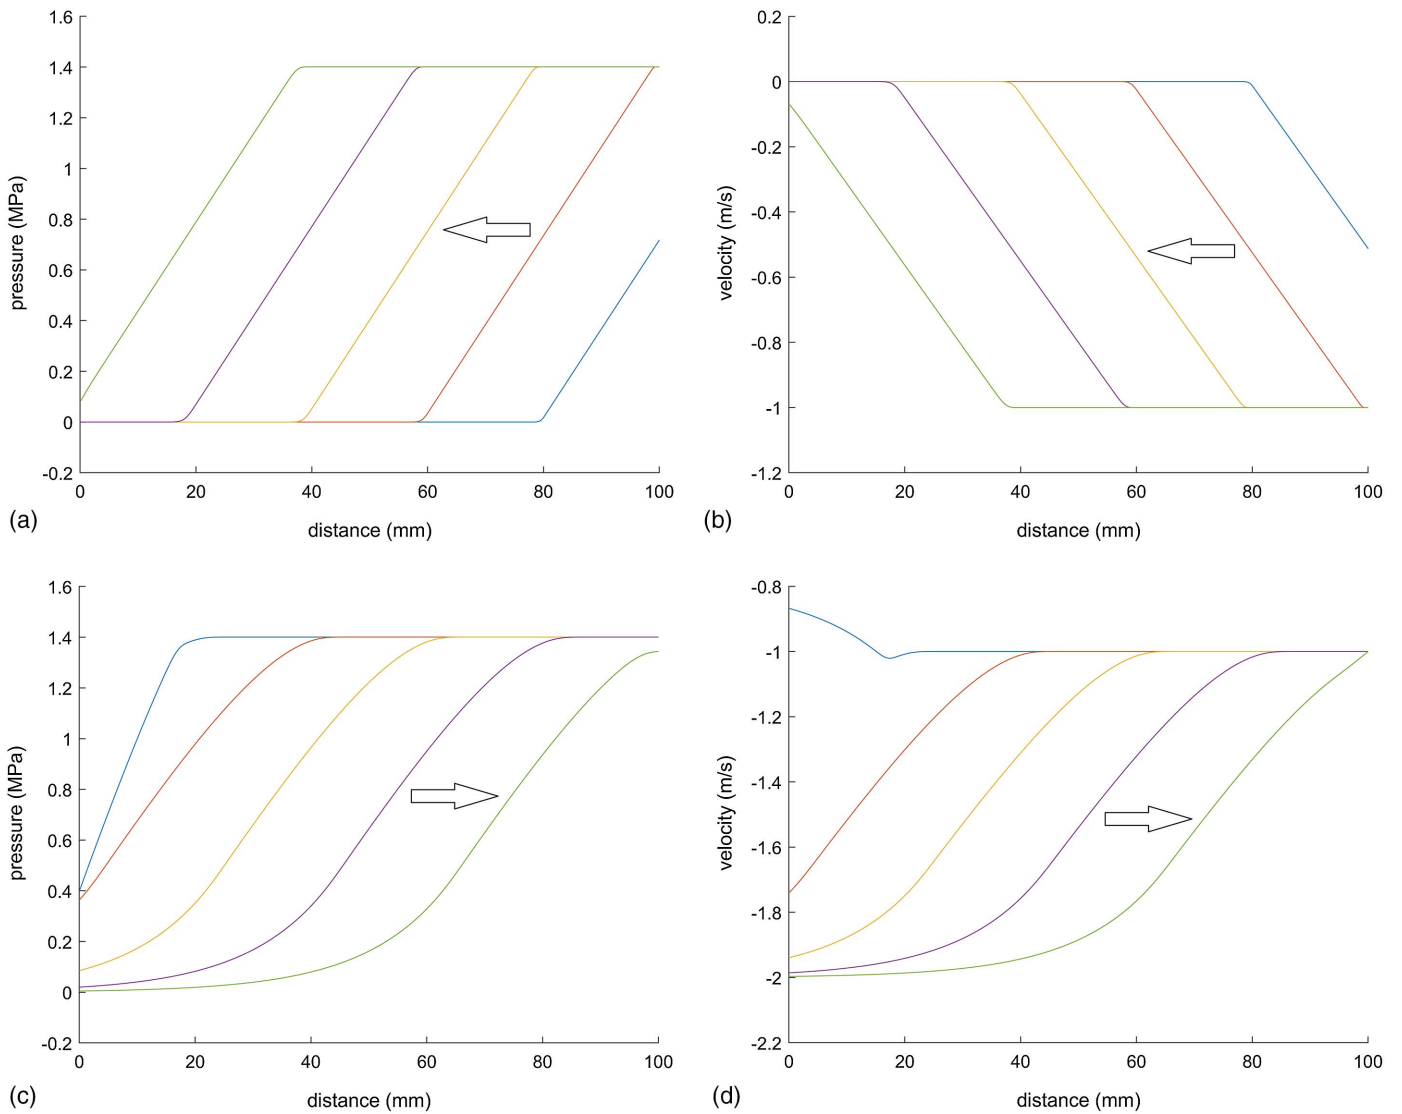 1.6
1.4
1.2
1
0.8
0.6
0.4
0.2
0
-0.2
0 20 40 60 80 100
pressure (MPa)
distance (mm)
(a)
0.2
0
-0.2
-0.4
-0.6
-0.8
-1
-1.2
0 20 40 60 80 100
velocity (m/s)
distance (mm)
(b)
1.6
1.4
1.2
1
0.8
0.6
0.4
0.2
0
-0.2
0 20 40 60 80 100
pressure (MPa)
distance (mm)
(c)
-0.8
-1
-1.2
-1.4
-1.6
-1.8
-2
-2.2
0 20 40 60 80 100
velocity (m/s)
distance (mm)
(d)